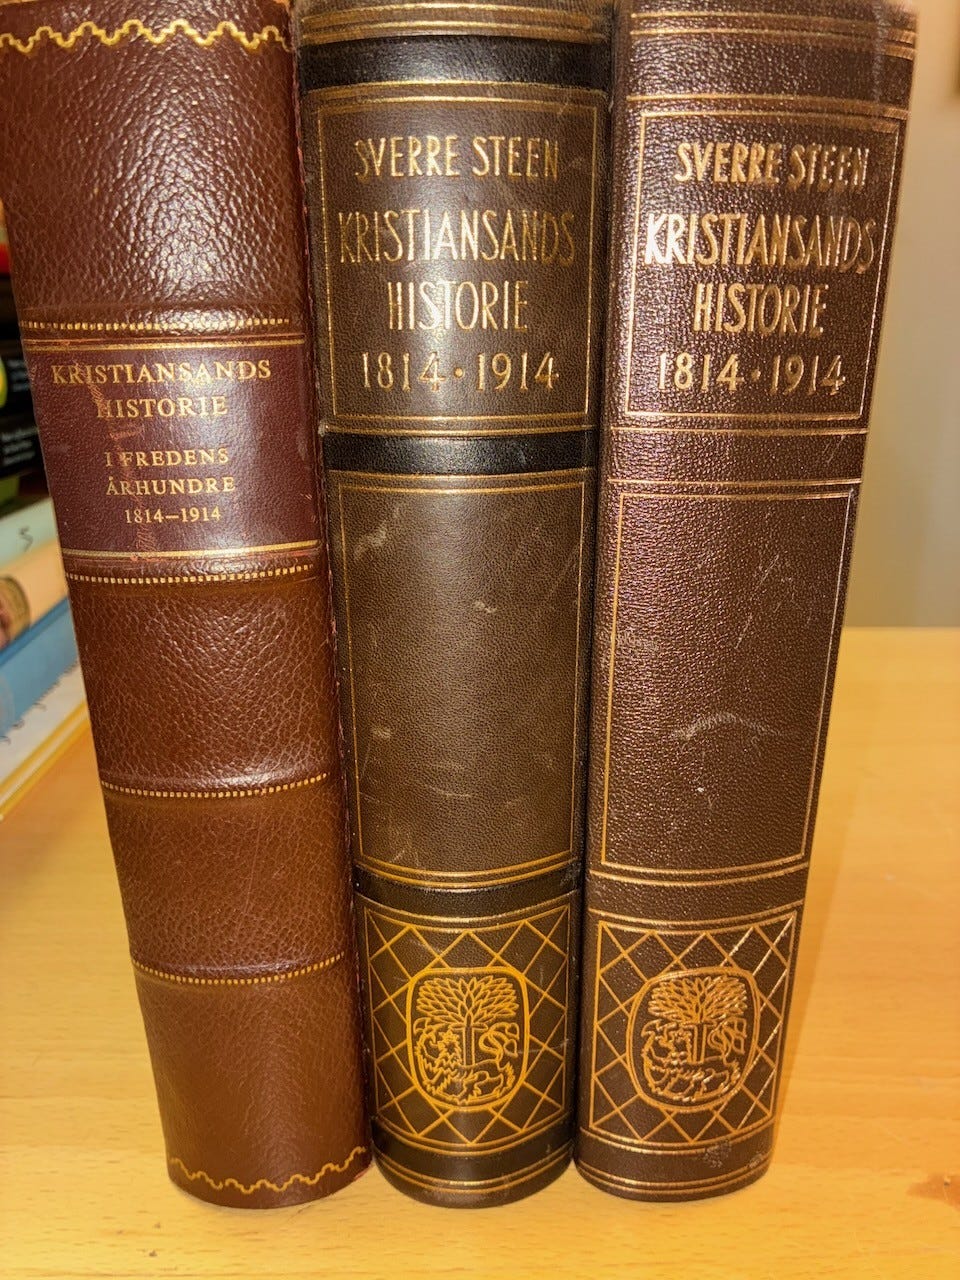 KRISTIANSANDS
HISTORIE
I FREDENS
ÅRHUNDRE
1814–1914
SVERRE STEEN
KRISTIANSANDS
HISTORIE
1814·1914
SVERRE STEEN
KRISTIANSANDS
HISTORIE
1814·1914